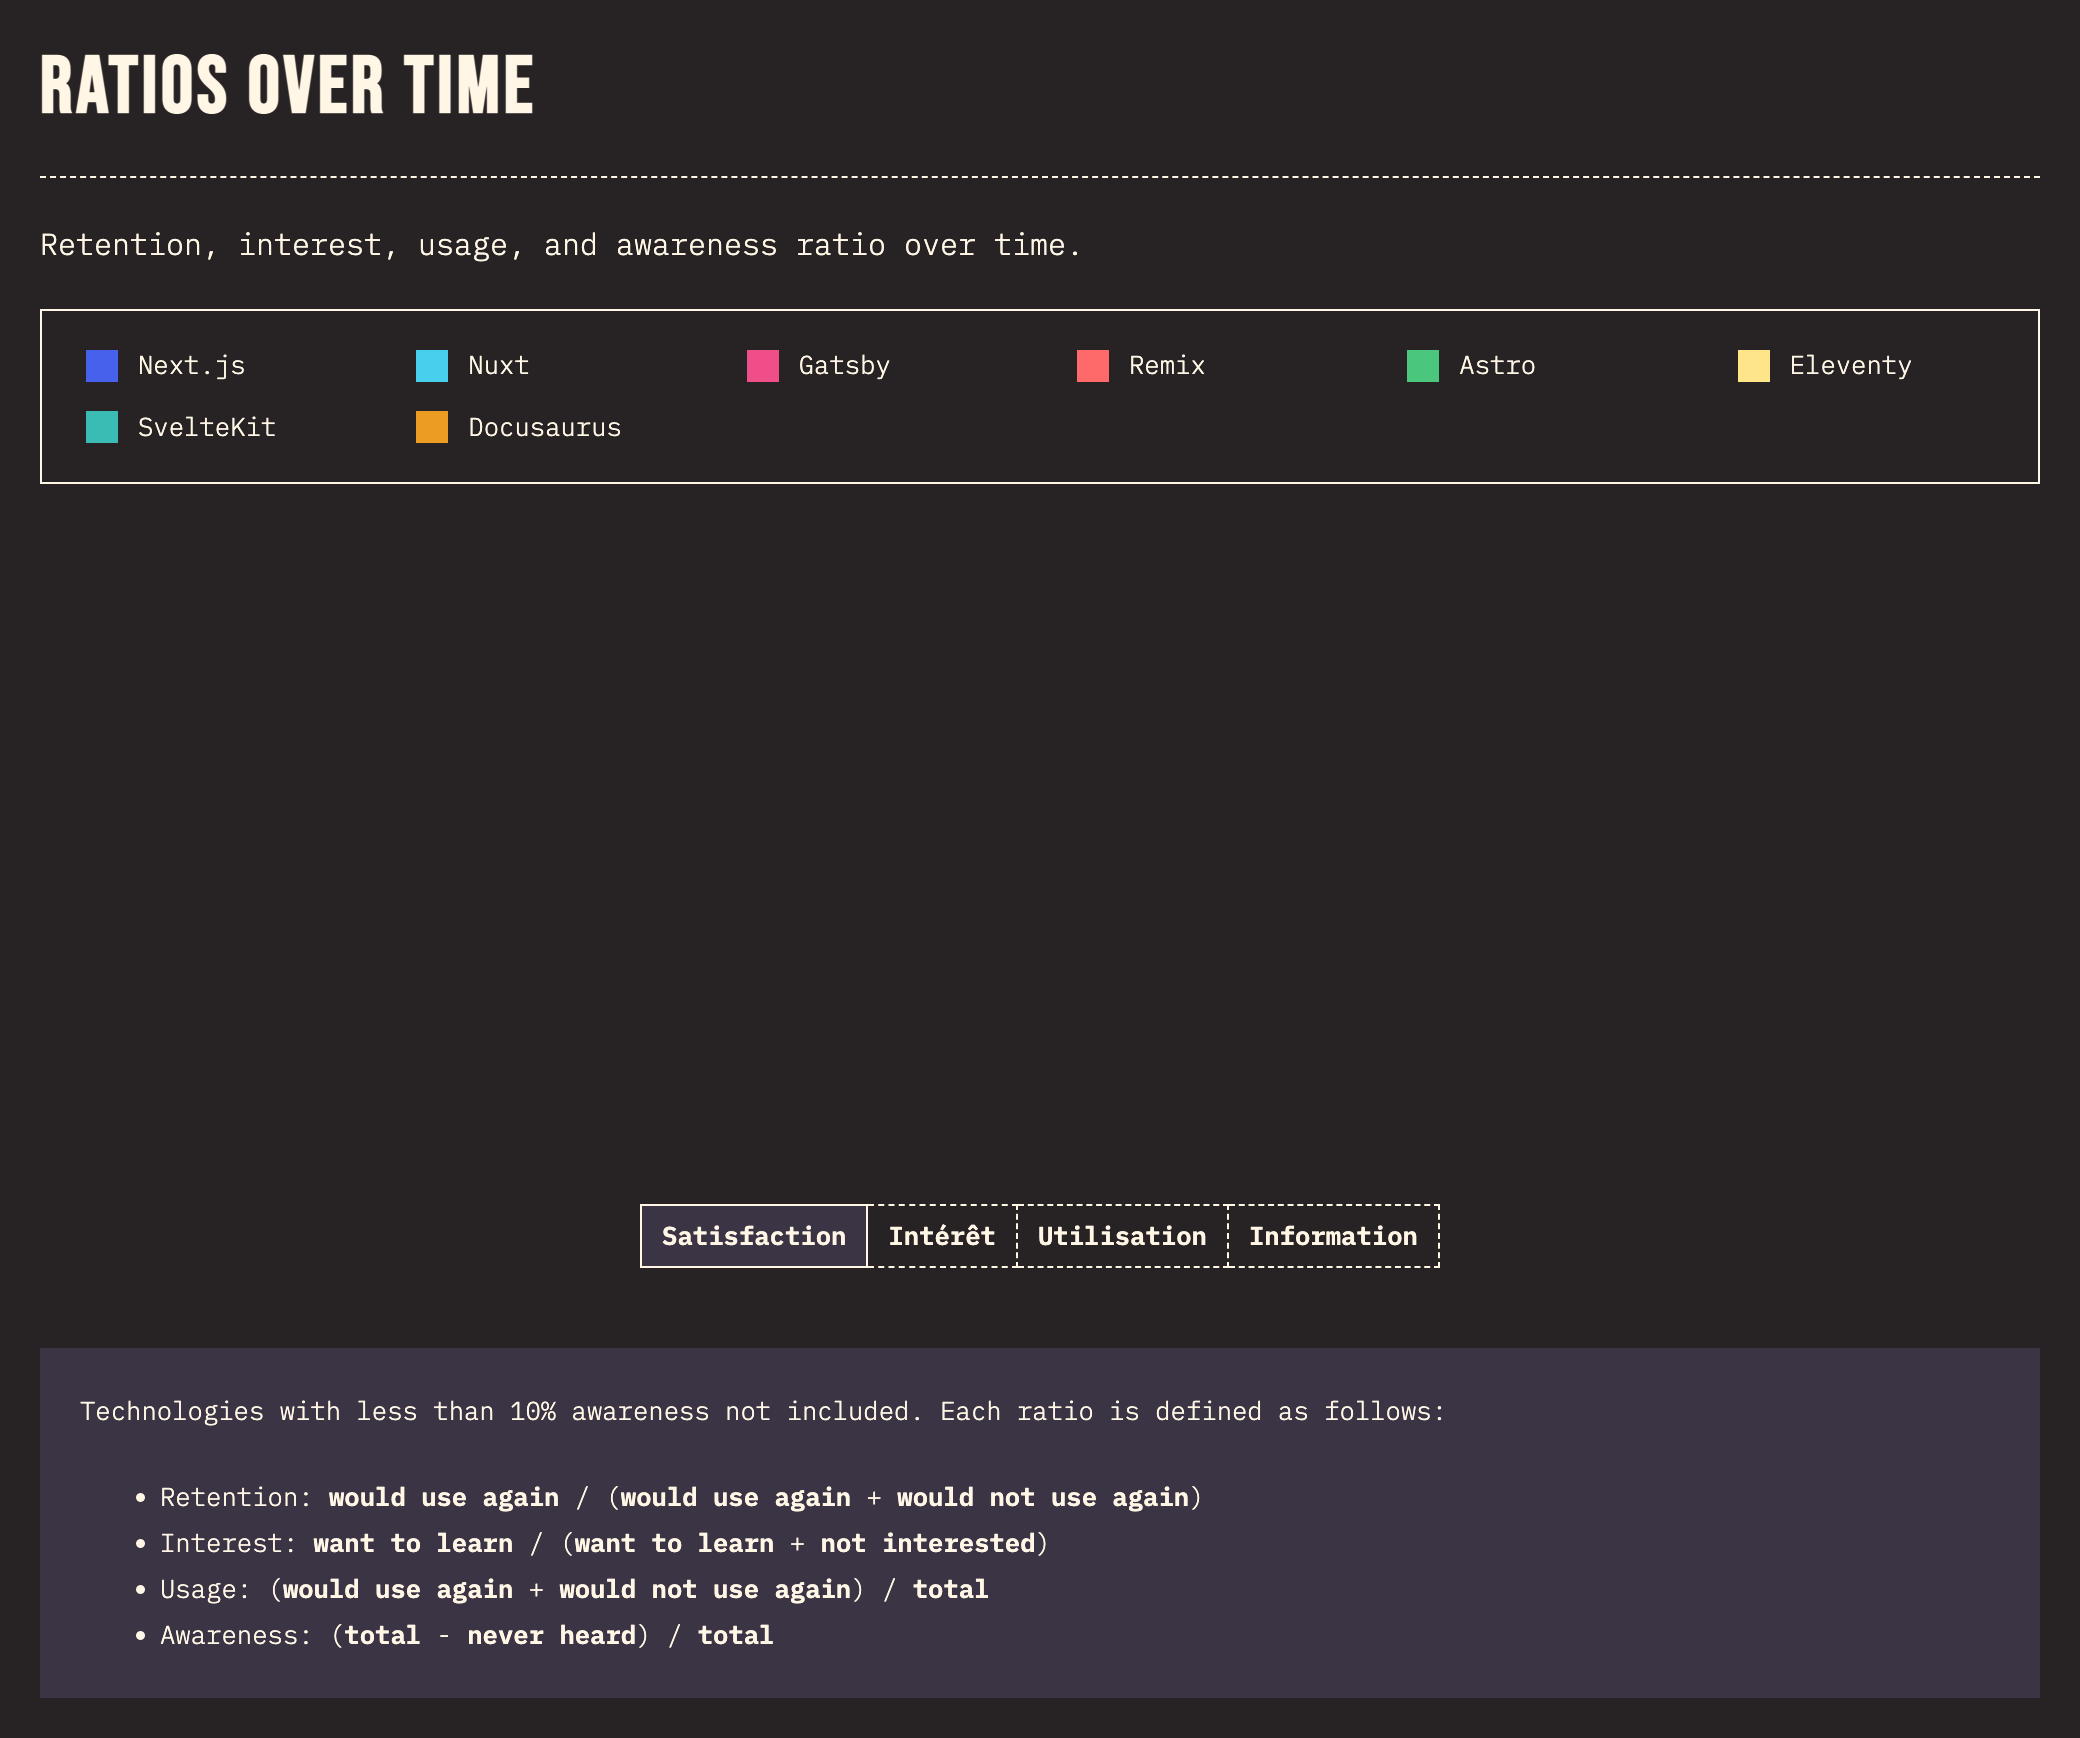 RATIOS OVER TIME
Retention, interest, usage, and awareness ratio over time.
Next.js Nuxt Gatsby Remix Astro Eleventy
SvelteKit Docusaurus
Satisfaction Intérêt Utilisation Information
Technologies with less than 10% awareness not included. Each ratio is defined as follows:
• Retention: would use again / (would use again + would not use again)
• Interest: want to learn / (want to learn + not interested)
• Usage: (would use again + would not use again) / total
• Awareness: (total - never heard) / total